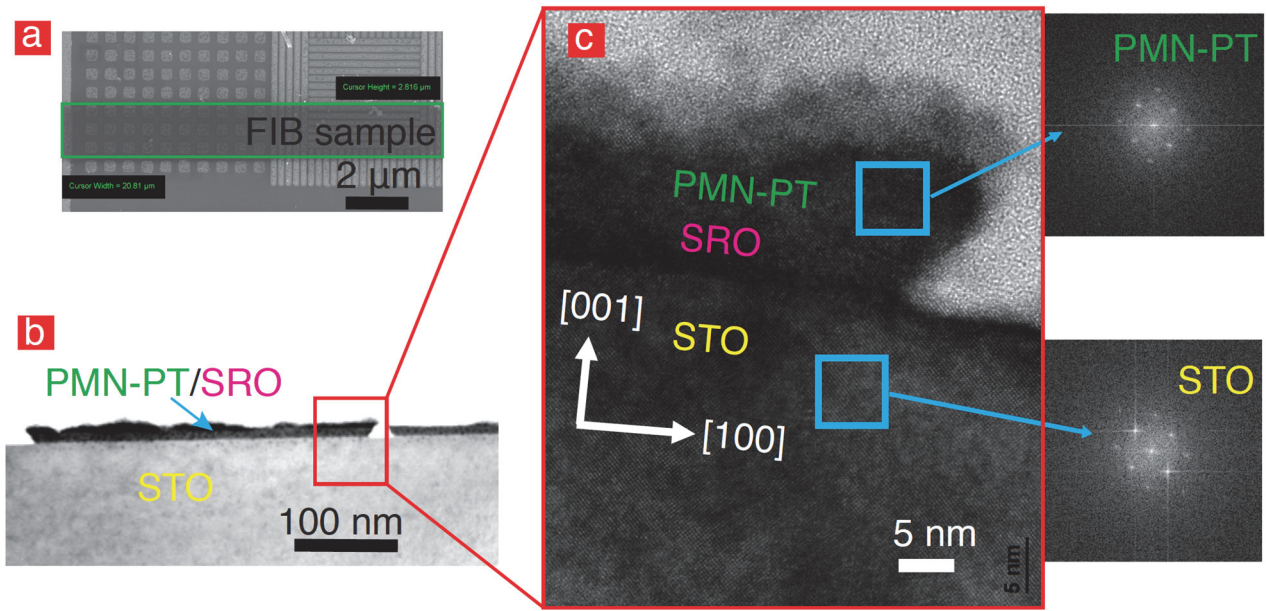 a
Cursor Height = 2.816 µm
FIB sample
2 µm
Cursor Width = 20.81 µm
b
PMN-PT/SRO
STO
100 nm
c
PMN-PT
SRO
[001]
STO
[100]
5 nm
5 nm
PMN-PT
STO